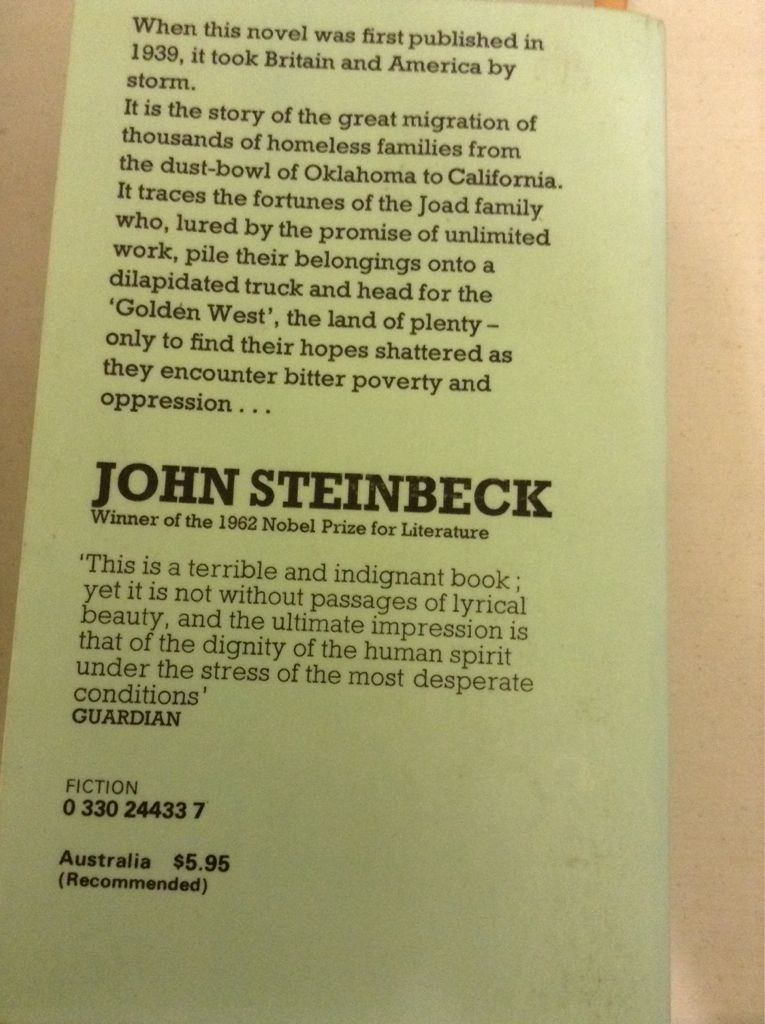 When this novel was first published in
1939, it took Britain and America by
storm.
It is the story of the great migration of
thousands of homeless families from
the dust-bowl of Oklahoma to California.
It traces the fortunes of the Joad family
who, lured by the promise of unlimited
work, pile their belongings onto a
dilapidated truck and head for the
‘Golden West’, the land of plenty –
only to find their hopes shattered as
they encounter bitter poverty and
oppression . . .
JOHN STEINBECK
Winner of the 1962 Nobel Prize for Literature
‘This is a terrible and indignant book ;
yet it is not without passages of lyrical
beauty, and the ultimate impression is
that of the dignity of the human spirit
under the stress of the most desperate
conditions’
GUARDIAN
FICTION
0 330 24433 7
Australia $5.95
(Recommended)